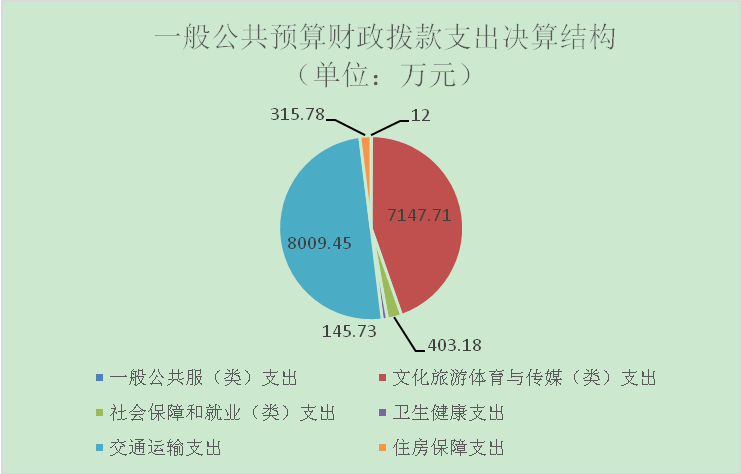 一般公共预算财政拨款支出决算结构
（单位：万元）
315.78
12
7147.71
8009.45
145.73
403.18
一般公共服（类）支出
文化旅游体育与传媒（类）支出
社会保障和就业（类）支出
卫生健康支出
交通运输支出
住房保障支出